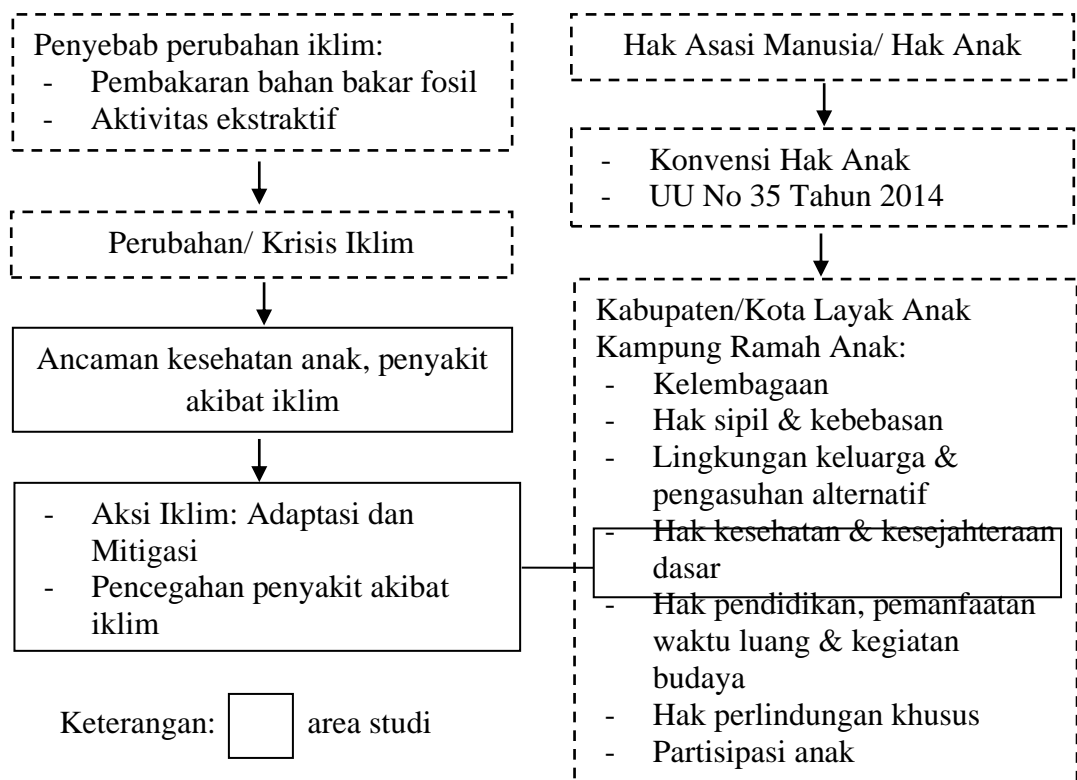 Penyebab perubahan iklim:
- Pembakaran bahan bakar fosil
- Aktivitas ekstraktif
Perubahan/ Krisis Iklim
Ancaman kesehatan anak, penyakit
akibat iklim
- Aksi Iklim: Adaptasi dan
Mitigasi
- Pencegahan penyakit akibat
iklim
Hak Asasi Manusia/ Hak Anak
- Konvensi Hak Anak
- UU No 35 Tahun 2014
Kabupaten/Kota Layak Anak
Kampung Ramah Anak:
- Kelembagaan
- Hak sipil & kebebasan
- Lingkungan keluarga &
pengasuhan alternatif
- Hak kesehatan & kesejahteraan
dasar
- Hak pendidikan, pemanfaatan
waktu luang & kegiatan
budaya
- Hak perlindungan khusus
- Partisipasi anak
Keterangan: area studi